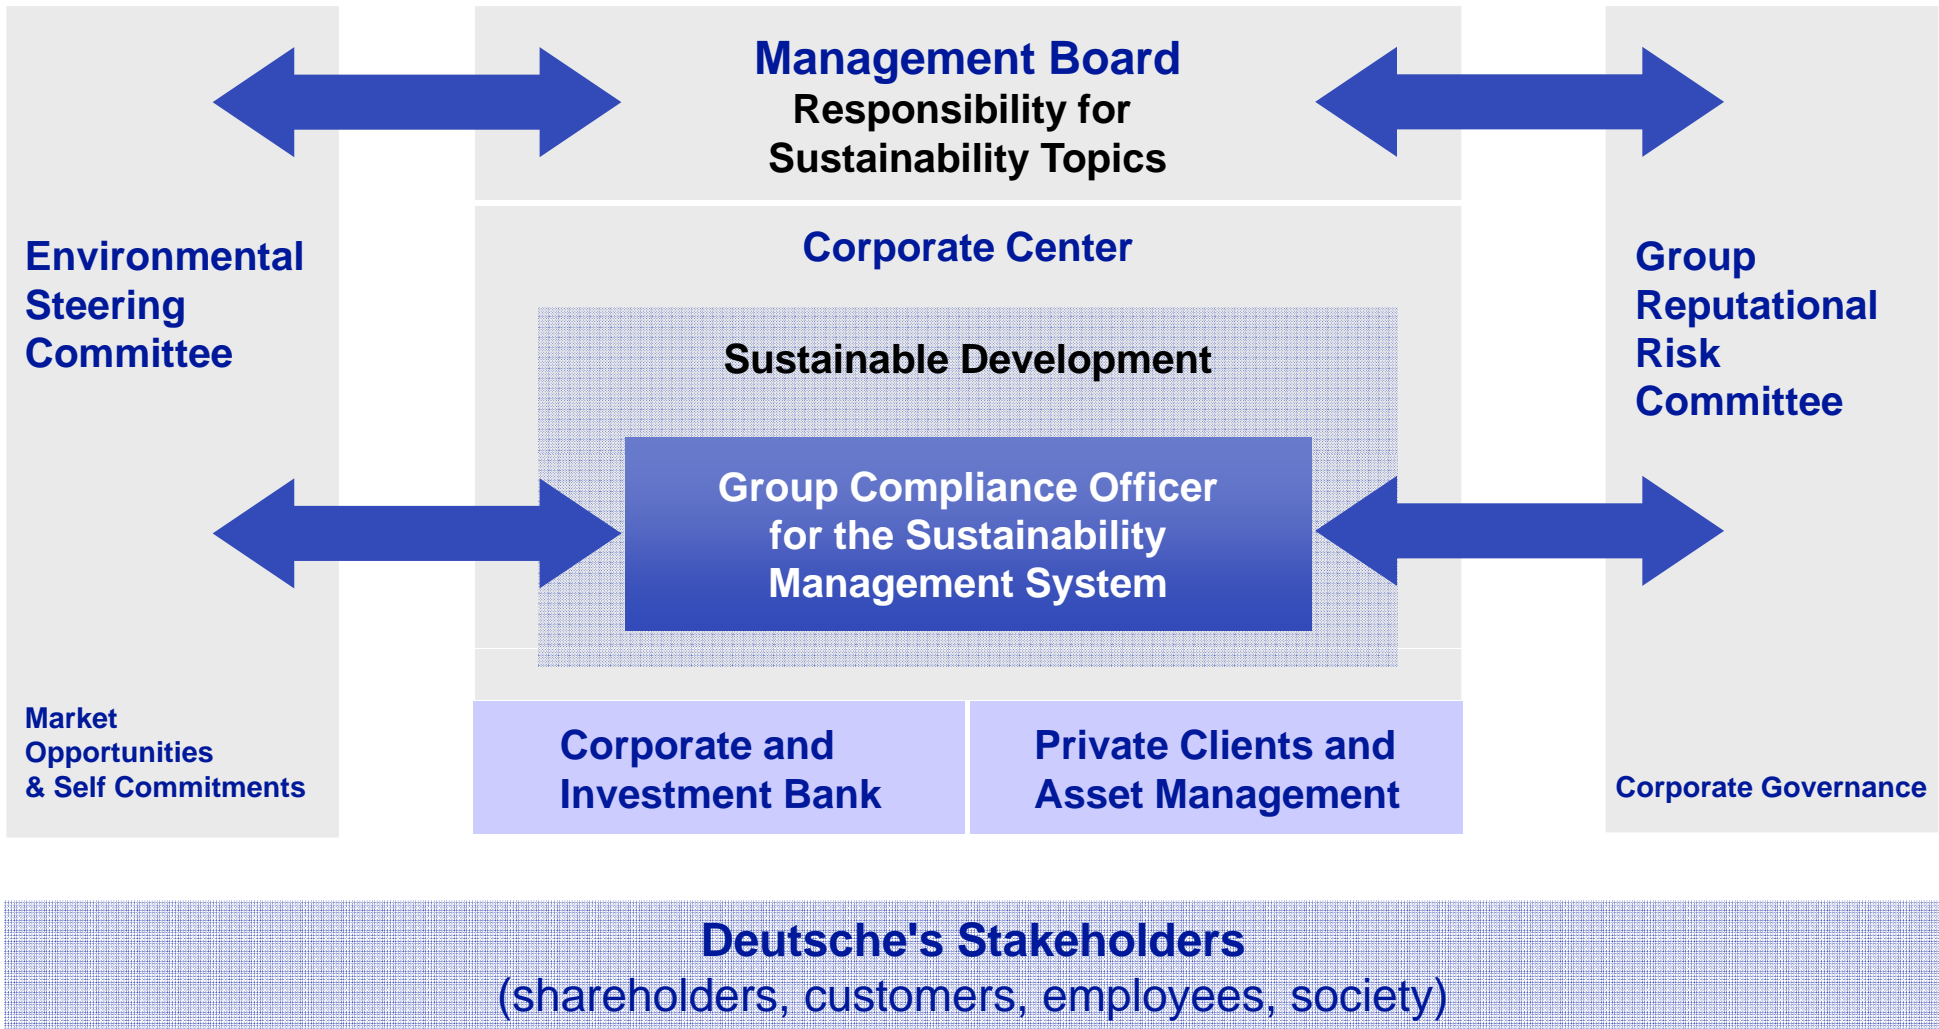 Management Board
Responsibility for
Sustainability Topics
Environmental
Steering
Committee
Market
Opportunities
& Self Commitments
Corporate Center
Sustainable Development
Group Compliance Officer
for the Sustainability
Management System
Corporate and
Investment Bank
Private Clients and
Asset Management
Group
Reputational
Risk
Committee
Corporate Governance
Deutsche's Stakeholders
(shareholders, customers, employees, society)